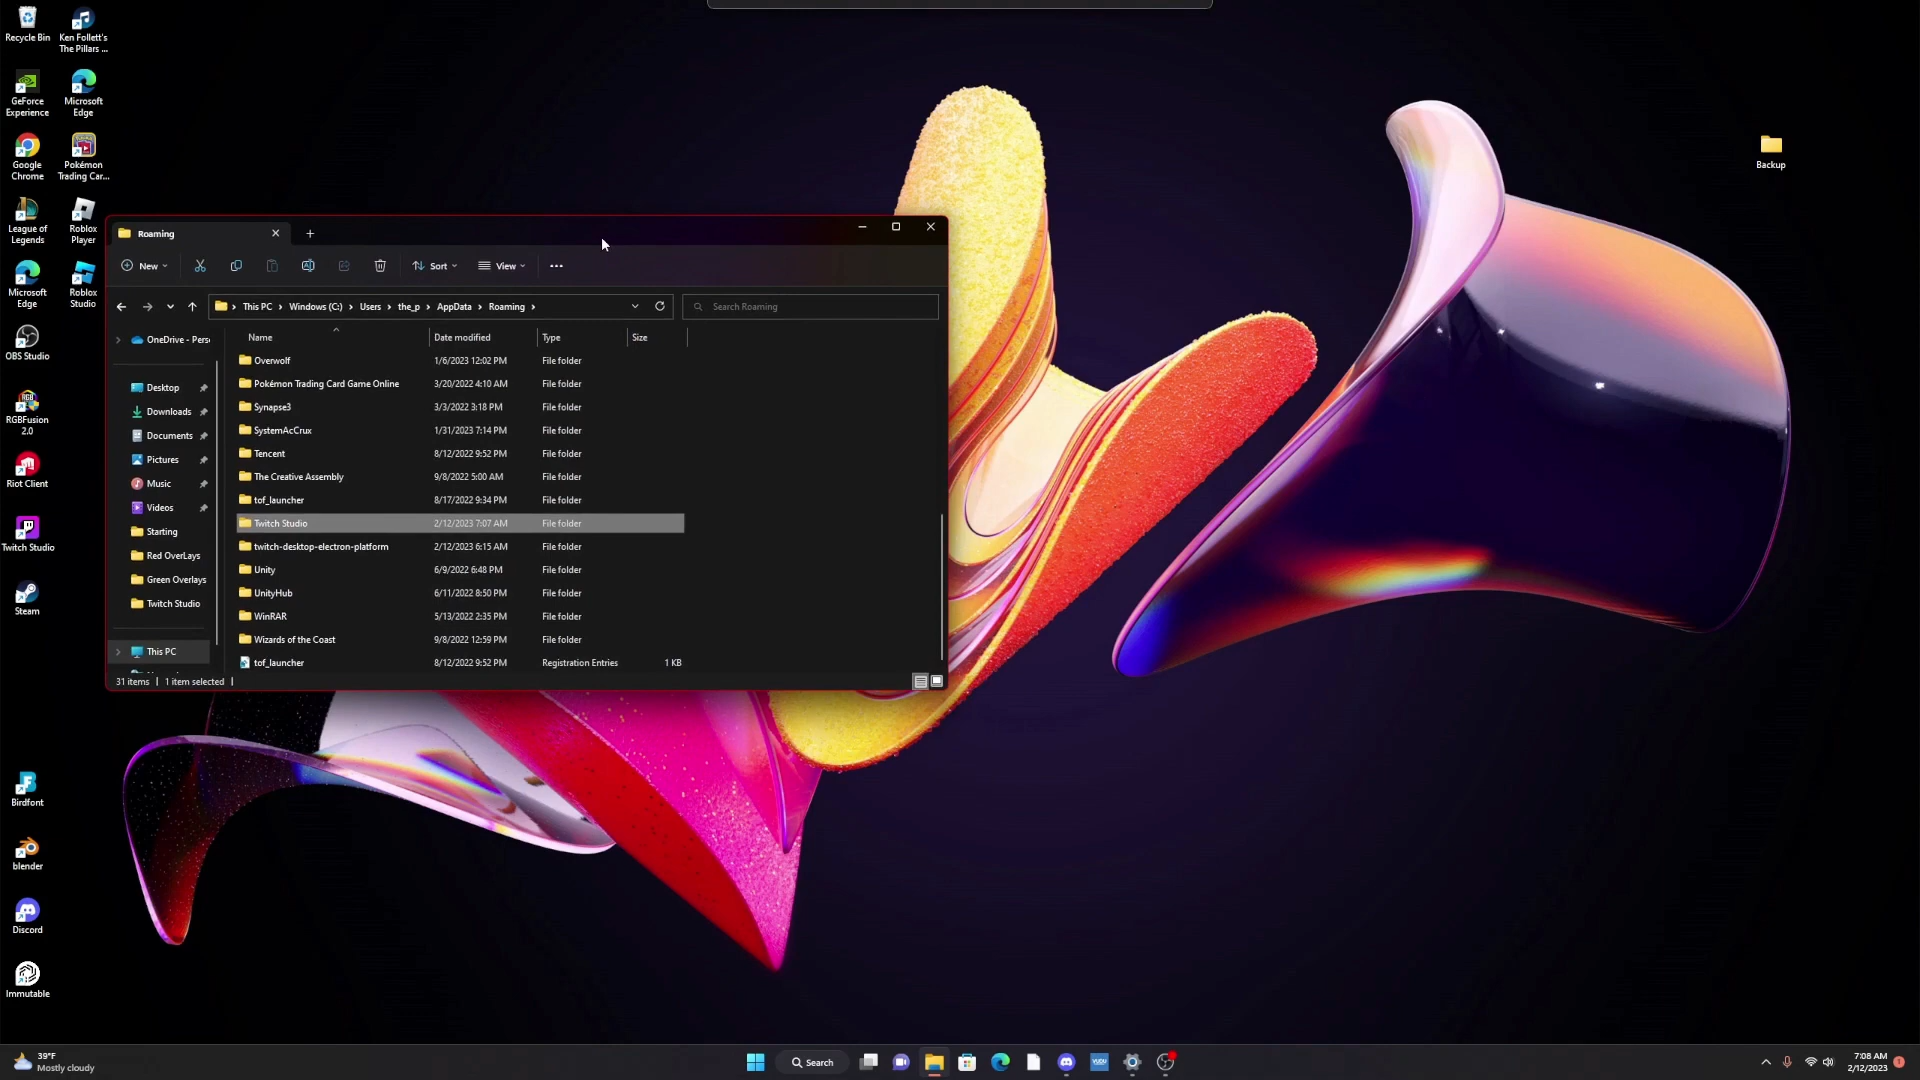 Recycle Bin
Ken Follett's
The Pillars ...
GeForce
Experience
Microsoft
Edge
Google
Chrome
Pokémon
Trading Car...
League of
Legends
Roblox
Player
Microsoft
Edge
Roblox
Studio
OBS Studio
RGBFusion
2.0
Riot Client
Twitch Studio
Steam
Birdfont
blender
Discord
Immutable
Backup
Roaming
New
Sort
View
This PC > Windows (C:) > Users > the_p > AppData > Roaming >
Search Roaming
OneDrive - Perso
Desktop
Downloads
Documents
Pictures
Music
Videos
Starting
Red OverLays
Green Overlays
Twitch Studio
This PC
Name Date modified Type Size
Overwolf 1/6/2023 12:02 PM File folder
Pokémon Trading Card Game Online 3/20/2022 4:10 AM File folder
Synapse3 3/3/2022 3:18 PM File folder
SystemAcCrux 1/31/2023 7:14 PM File folder
Tencent 8/12/2022 9:52 PM File folder
The Creative Assembly 9/8/2022 5:00 AM File folder
tof_launcher 8/17/2022 9:34 PM File folder
Twitch Studio 2/12/2023 7:07 AM File folder
twitch-desktop-electron-platform 2/12/2023 6:15 AM File folder
Unity 6/9/2022 6:48 PM File folder
UnityHub 6/11/2022 8:50 PM File folder
WinRAR 5/13/2022 2:35 PM File folder
Wizards of the Coast 9/8/2022 12:59 PM File folder
tof_launcher 8/12/2022 9:52 PM Registration Entries 1 KB
31 items | 1 item selected |
39°F
Mostly cloudy
Search
VUDU
7:08 AM
2/12/2023
1